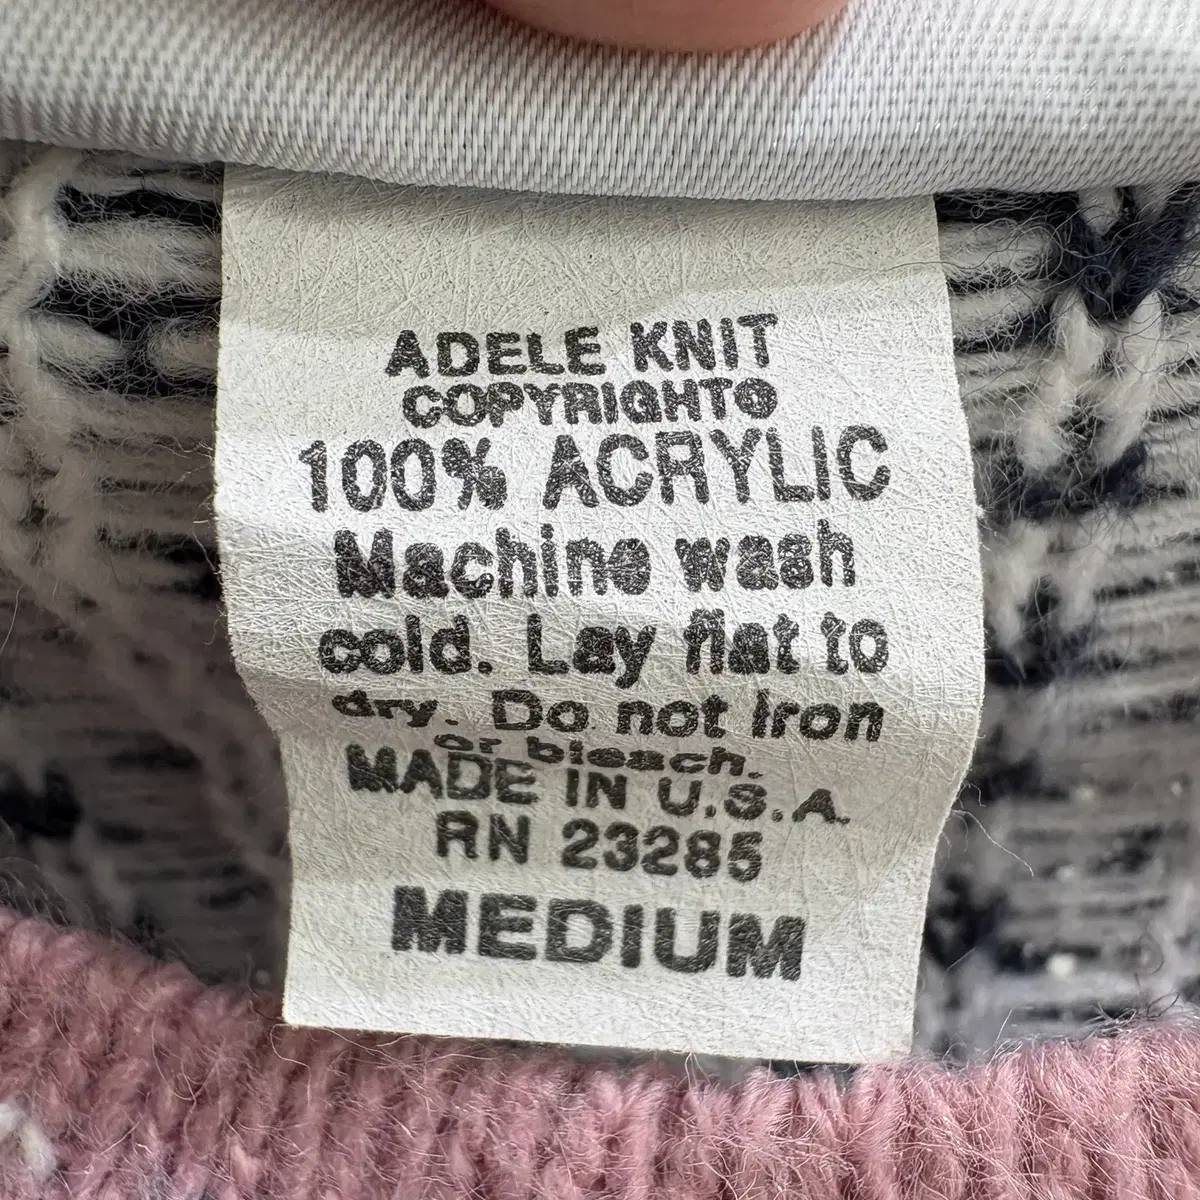 ADELE KNIT
COPYRIGHT©
100% ACRYLIC
Machine wash
cold. Lay flat to
dry. Do not iron
or bleach.
MADE IN U.S.A.
RN 23285
MEDIUM